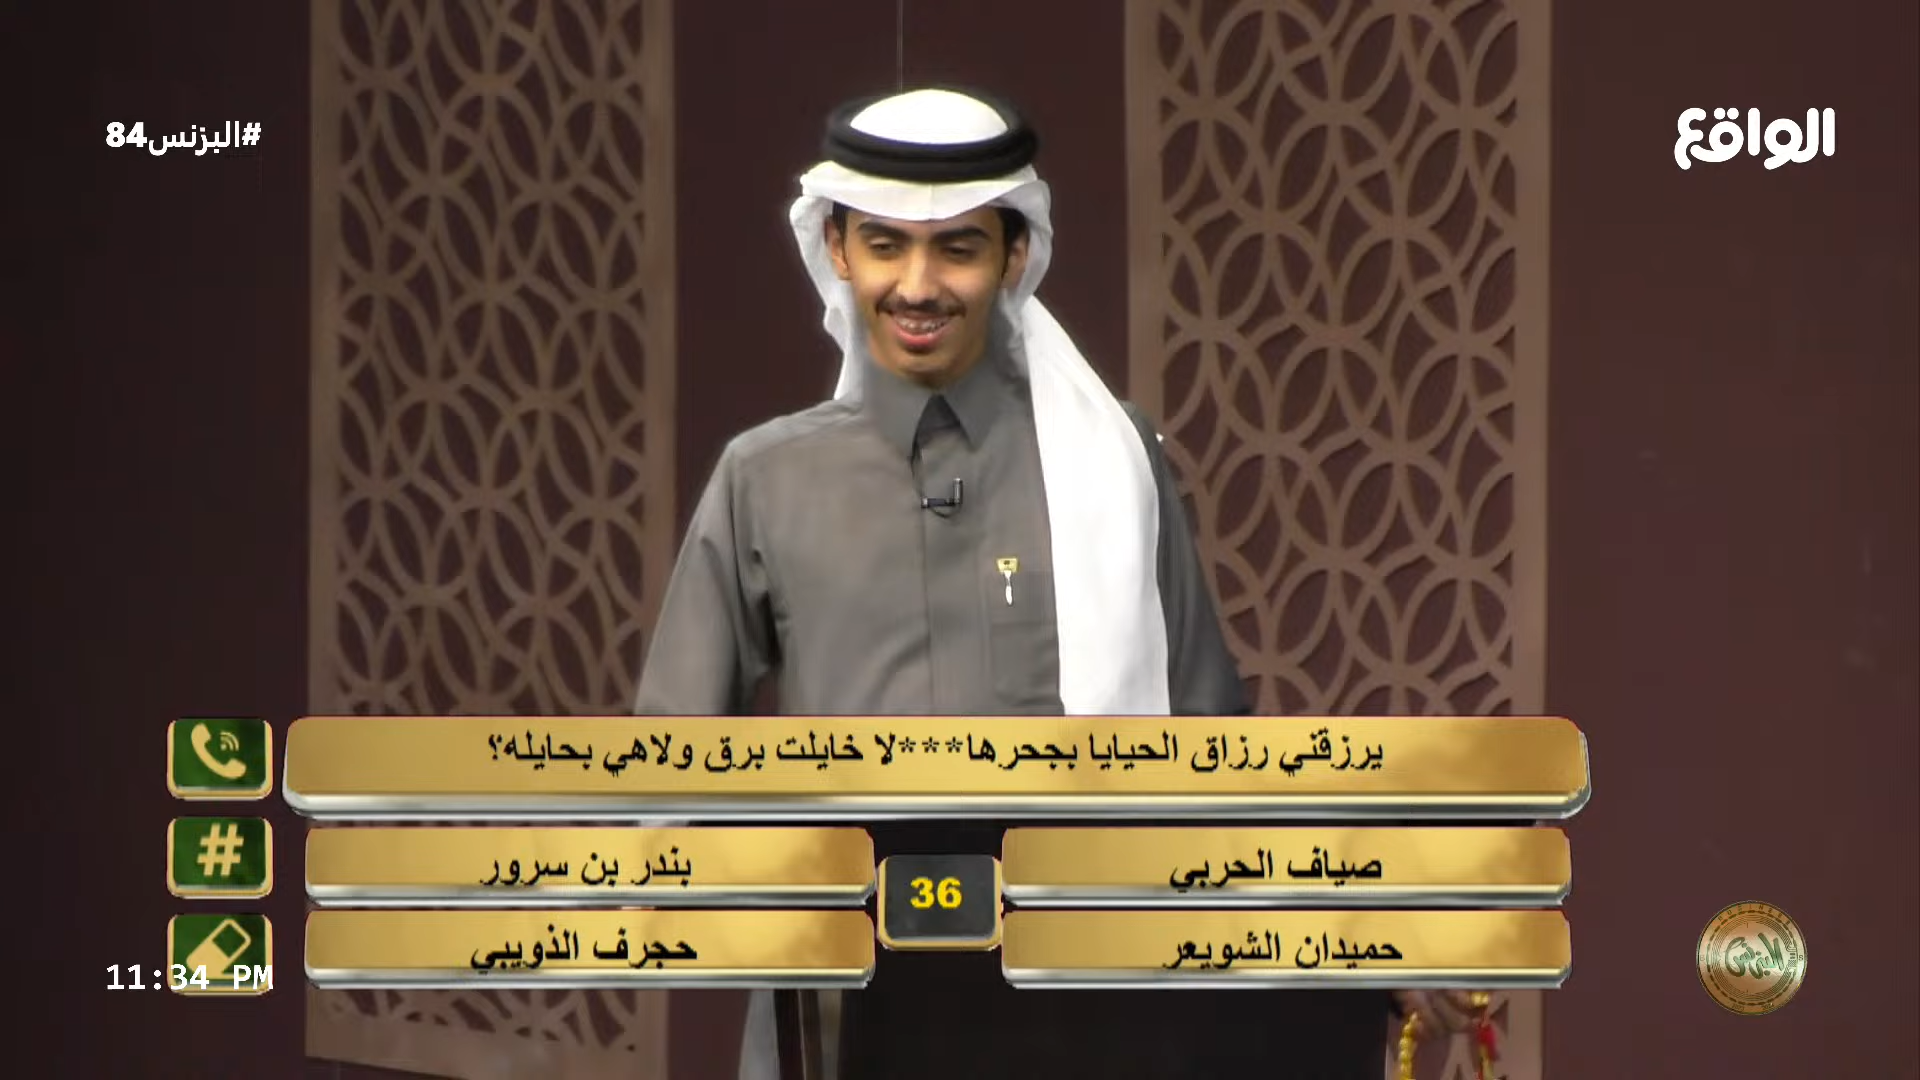 #البزنس84
الواقع
يرزقني رزاق الحيايا بجحرها***لا خايلت برق ولاهي بحايله؟
صياف الحربي
بندر بن سرور
36
حميدان الشويعر
حجرف الذويبي
#
11:34 PM
البزنس